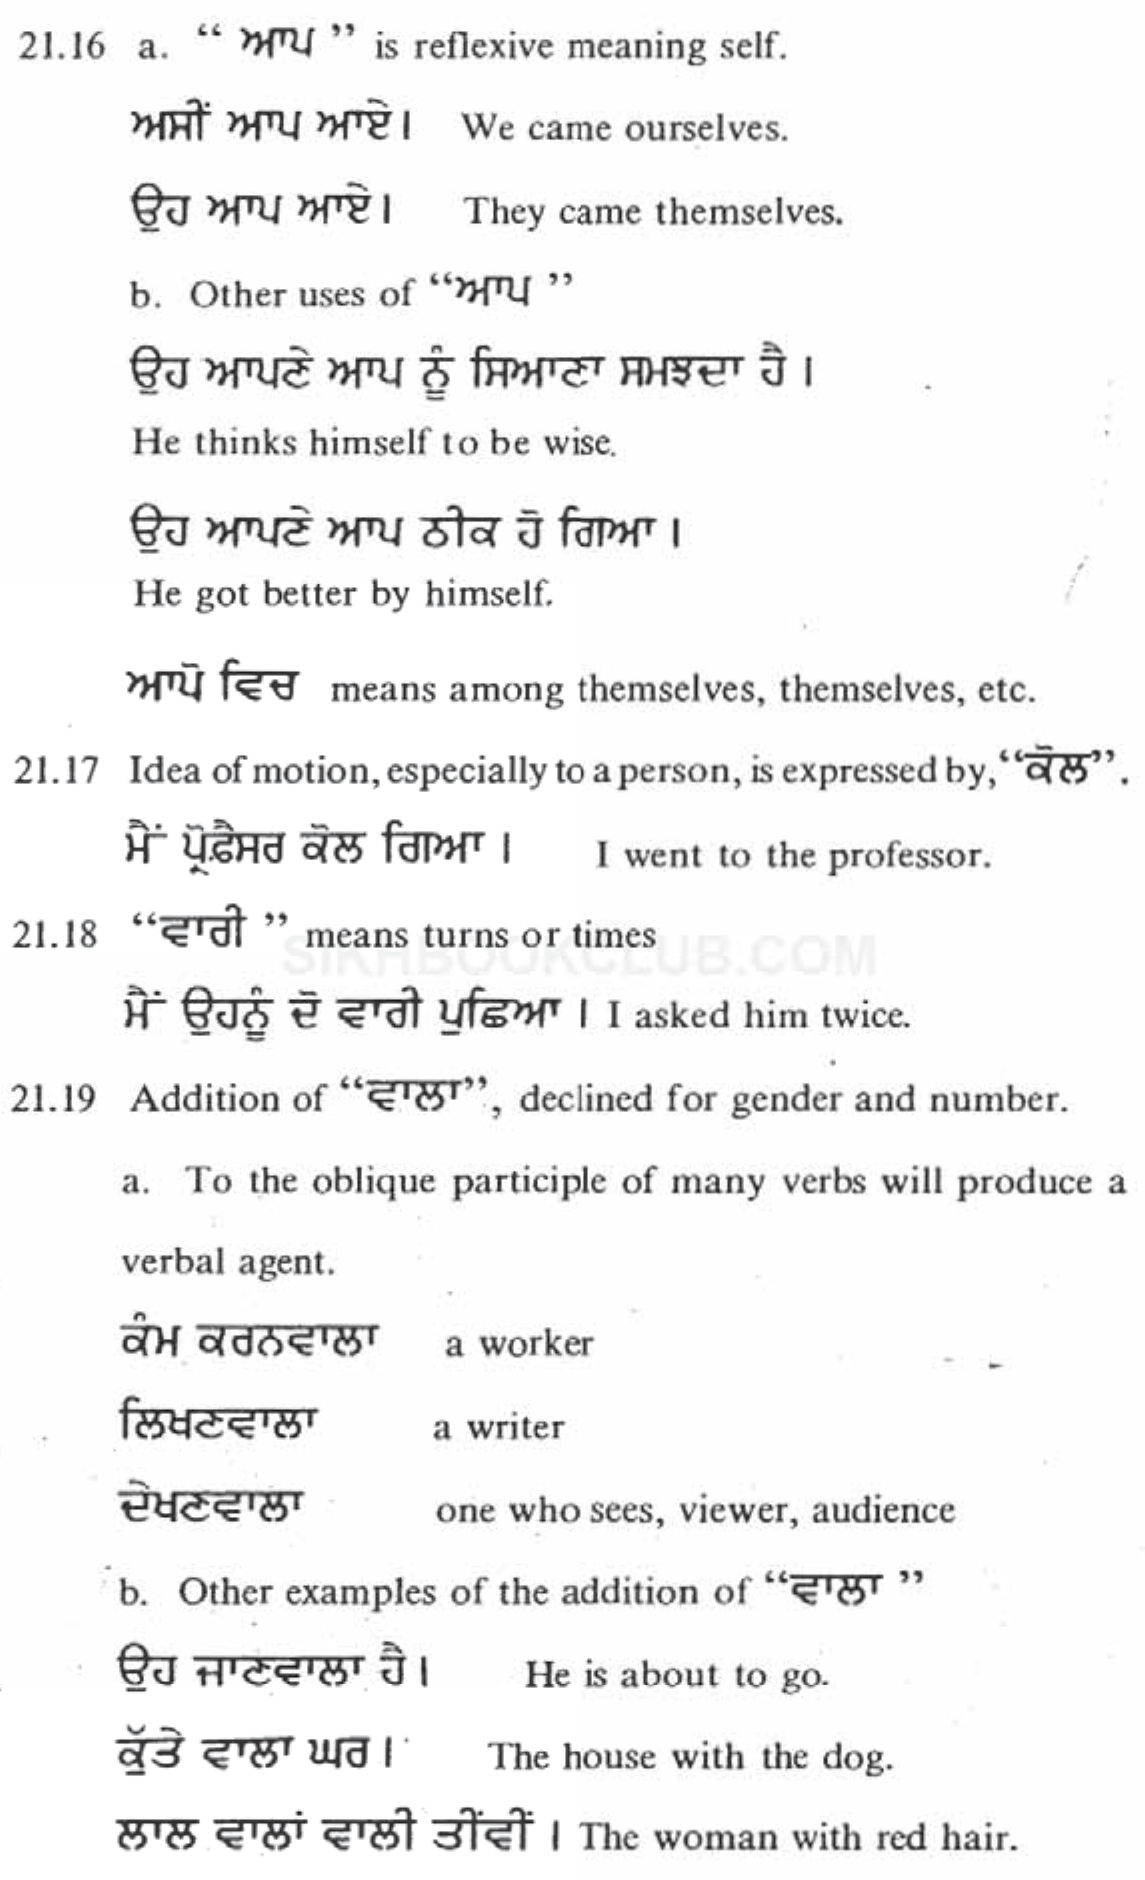 21.16 a. “ ਆਪ ” is reflexive meaning self.
ਅਸੀਂ ਆਪ ਆਏ। We came ourselves.
ਉਹ ਆਪ ਆਏ। They came themselves.
b. Other uses of “ਆਪ ”
ਉਹ ਆਪਣੇ ਆਪ ਨੂੰ ਸਿਆਣਾ ਸਮਝਦਾ ਹੈ।
He thinks himself to be wise.
ਉਹ ਆਪਣੇ ਆਪ ਠੀਕ ਹੋ ਗਿਆ।
He got better by himself.
ਆਪੋ ਵਿਚ means among themselves, themselves, etc.
21.17 Idea of motion, especially to a person, is expressed by, “ਕੋਲ”.
ਮੈਂ ਪ੍ਰੋਫ਼ੈਸਰ ਕੋਲ ਗਿਆ। I went to the professor.
21.18 “ਵਾਰੀ ” means turns or times
SIKHBOOKCLUB.COM
ਮੈਂ ਉਹਨੂੰ ਦੋ ਵਾਰੀ ਪੁਛਿਆ। I asked him twice.
21.19 Addition of “ਵਾਲਾ”, declined for gender and number.
a. To the oblique participle of many verbs will produce a
verbal agent.
ਕੰਮ ਕਰਨਵਾਲਾ a worker
ਲਿਖਣਵਾਲਾ a writer
ਦੇਖਣਵਾਲਾ one who sees, viewer, audience
b. Other examples of the addition of “ਵਾਲਾ ”
ਉਹ ਜਾਣਵਾਲਾ ਹੈ। He is about to go.
ਕੁੱਤੇ ਵਾਲਾ ਘਰ। The house with the dog.
ਲਾਲ ਵਾਲਾਂ ਵਾਲੀ ਤੀਂਵੀਂ। The woman with red hair.